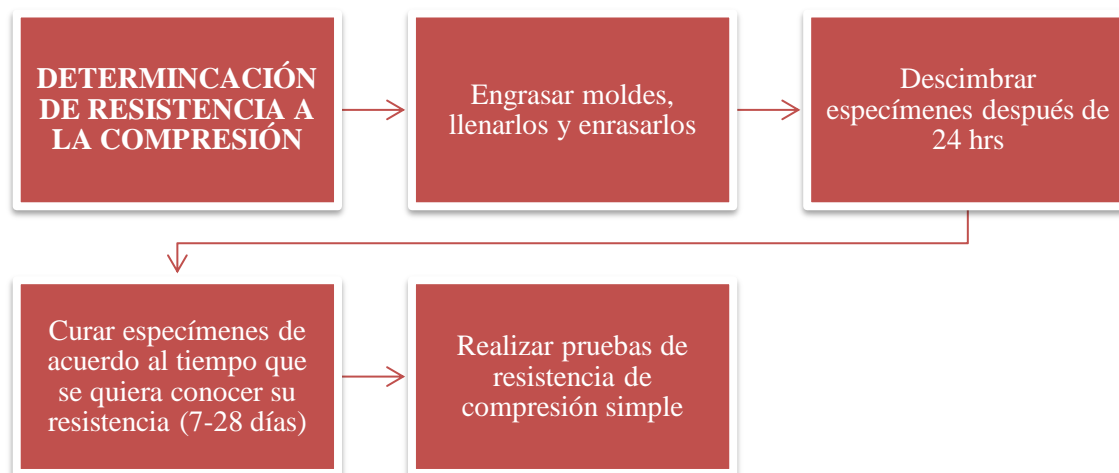 DETERMINCACIÓN
DE RESISTENCIA A
LA COMPRESIÓN
Engrasar moldes,
llenarlos y enrasarlos
Descimbrar
especímenes después de
24 hrs
Curar especímenes de
acuerdo al tiempo que
se quiera conocer su
resistencia (7-28 días)
Realizar pruebas de
resistencia de
compresión simple